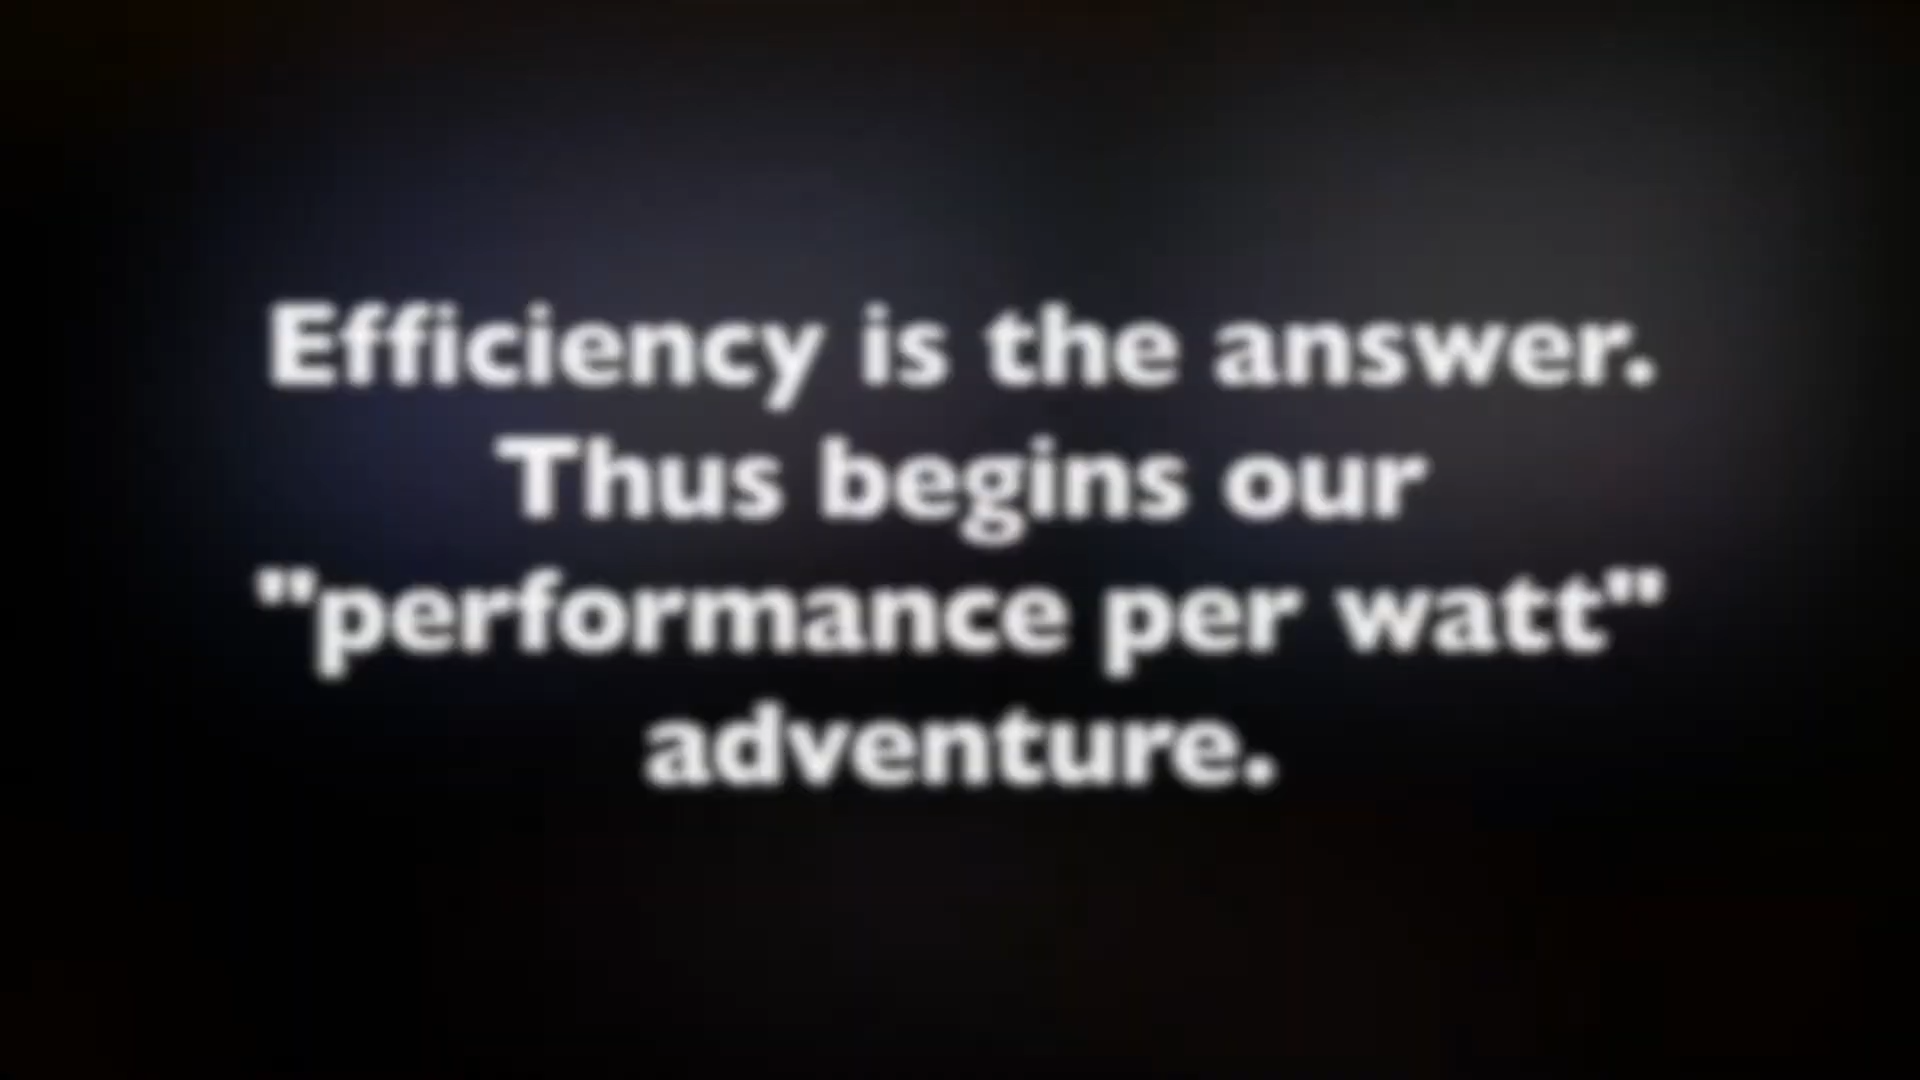 Efficiency is the answer.
Thus begins our
"performance per watt"
adventure.